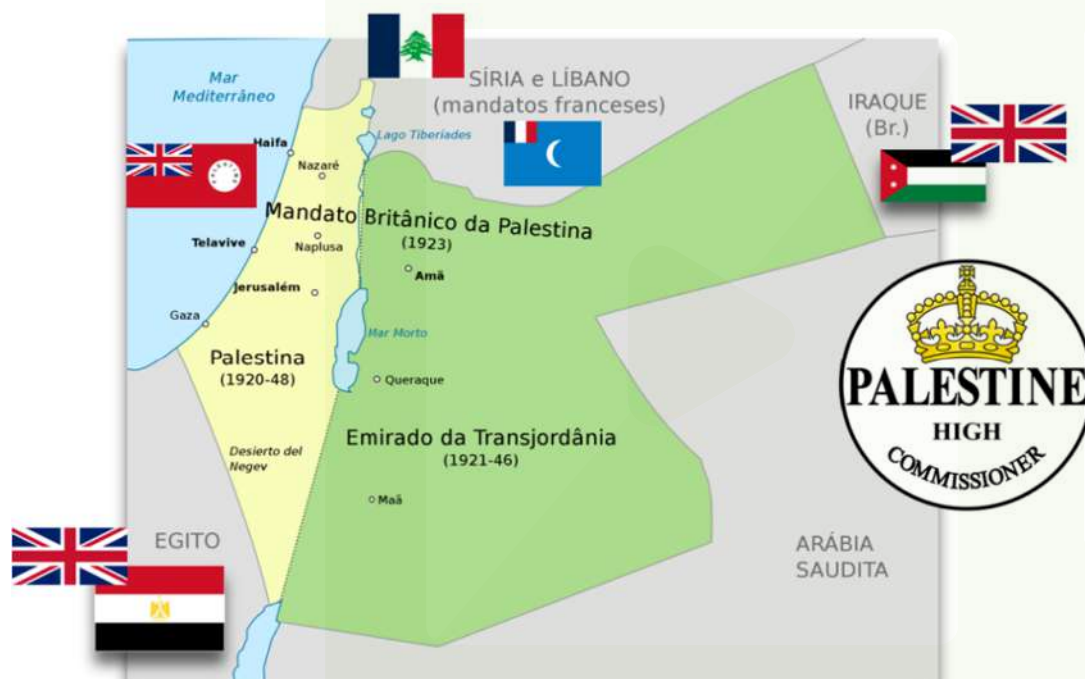 Mar
Mediterrâneo
SÍRIA e LÍBANO
(mandatos franceses)
IRAQUE
(Br.)
Lago Tiberíades
Haifa
Nazaré
Mandato Britânico da Palestina
(1923)
Telavive
Naplusa
Amã
Jerusalém
Gaza
Mar Morto
Palestina
(1920-48)
Queraque
Emirado da Transjordânia
(1921-46)
Desierto del
Negev
Maã
EGITO
ARÁBIA
SAUDITA
PALESTINE
HIGH
COMMISSIONER